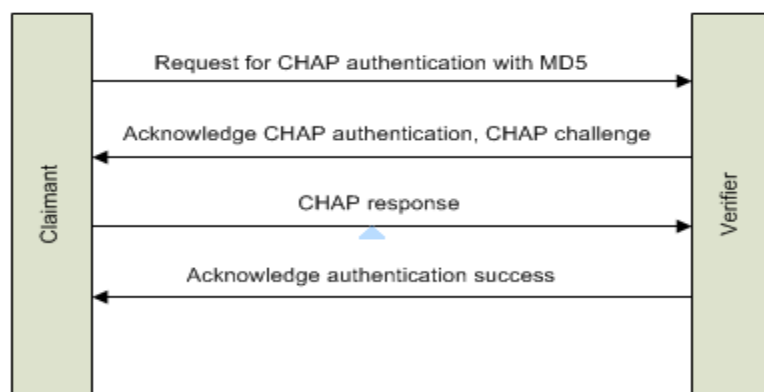 Request for CHAP authentication with MD5
Acknowledge CHAP authentication, CHAP challenge
Claimant
Verifier
CHAP response
Acknowledge authentication success